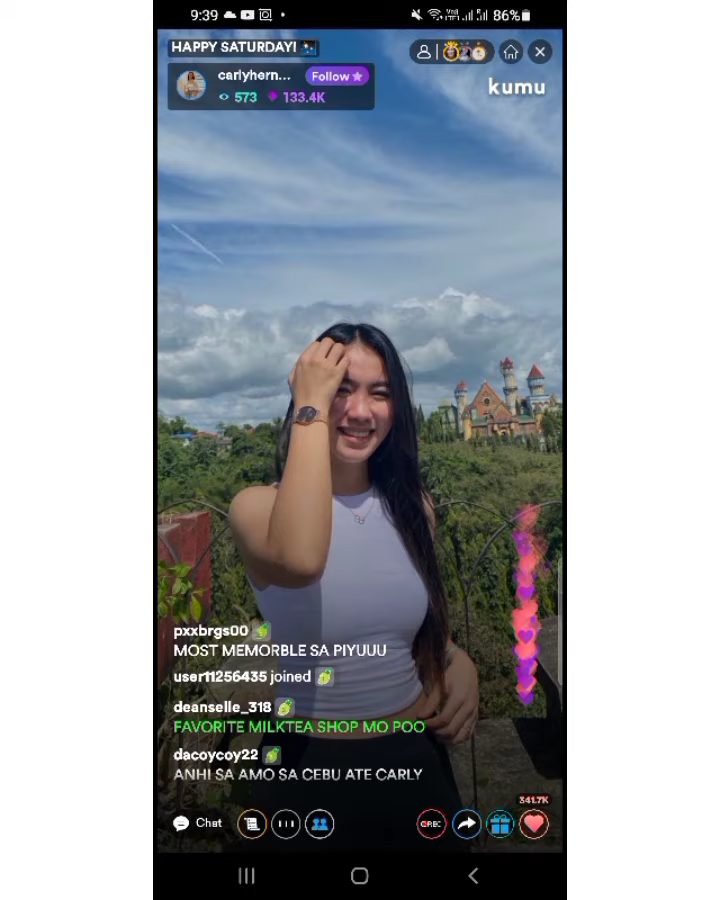 9:39
86%
HAPPY SATURDAY!
carlyhern...
Follow
573
133.4K
kumu
pxxbrgs00
MOST MEMORBLE SA PIYUUU
user11256435 joined
deanselle_318
FAVORITE MILKTEA SHOP MO POO
dacoycoy22
ANHI SA AMO SA CEBU ATE CARLY
341.7K
Chat
REC